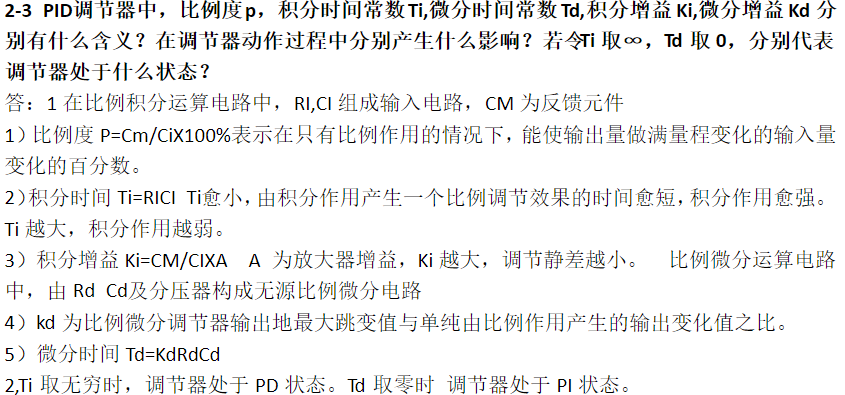 2-3 PID调节器中，比例度p，积分时间常数Ti,微分时间常数Td,积分增益Ki,微分增益Kd 分
别有什么含义？在调节器动作过程中分别产生什么影响？若令Ti 取∞，Td 取 0，分别代表
调节器处于什么状态？
答：1 在比例积分运算电路中，RI,CI 组成输入电路，CM 为反馈元件
1）比例度 P=Cm/CiX100%表示在只有比例作用的情况下，能使输出量做满量程变化的输入量
变化的百分数。
2）积分时间 Ti=RICI Ti愈小，由积分作用产生一个比例调节效果的时间愈短，积分作用愈强。
Ti 越大，积分作用越弱。
3）积分增益 Ki=CM/CIXA A 为放大器增益，Ki 越大，调节静差越小。 比例微分运算电路
中，由 Rd Cd及分压器构成无源比例微分电路
4）kd 为比例微分调节器输出地最大跳变值与单纯由比例作用产生的输出变化值之比。
5）微分时间 Td=KdRdCd
2,Ti 取无穷时，调节器处于 PD 状态。Td 取零时 调节器处于 PI 状态。